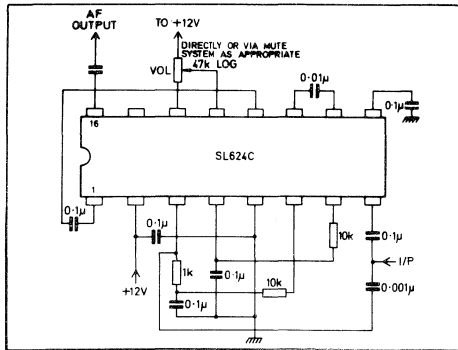 AF
OUTPUT
TO +12V
DIRECTLY OR VIA MUTE
SYSTEM AS APPROPRIATE
VOL
47k LOG
0·01µ
0·1µ
16
SL624C
1
0·1µ
0·1µ
+12V
1k
0·1µ
0·1µ
10k
10k
0·1µ
I/P
0·001µ